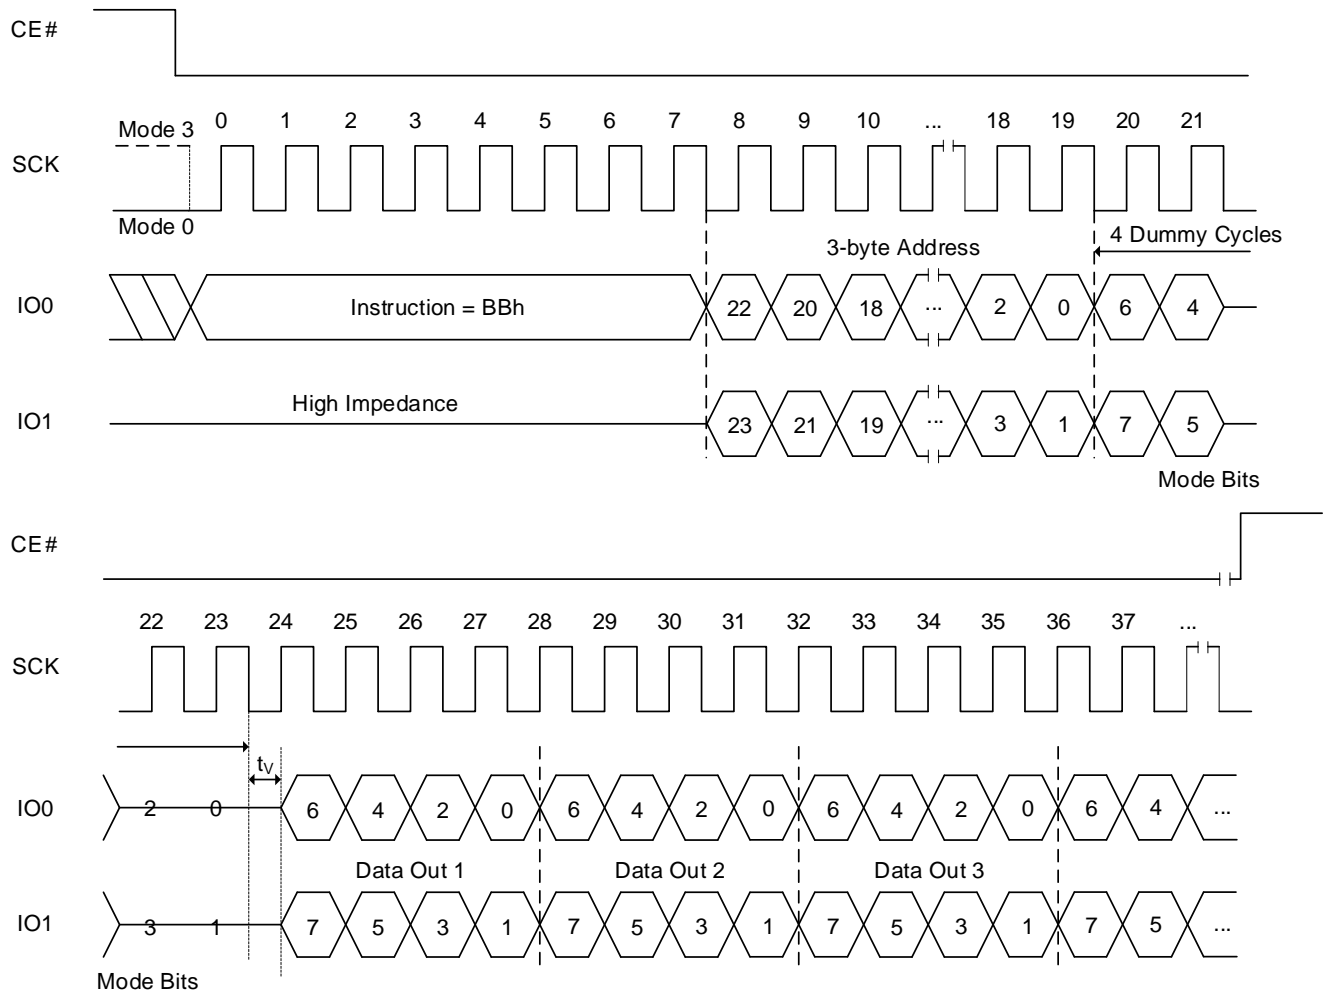 CE#
Mode 3 0 1 2 3 4 5 6 7 8 9 10 ... 18 19 20 21
SCK
Mode 0
3-byte Address 4 Dummy Cycles
IO0 Instruction = BBh 22 20 18 ... 2 0 6 4
High Impedance
IO1 23 21 19 ... 3 1 7 5
Mode Bits
CE#
22 23 24 25 26 27 28 29 30 31 32 33 34 35 36 37 ...
SCK
tV
IO0 2 0 6 4 2 0 6 4 2 0 6 4 2 0 6 4 ...
Data Out 1 Data Out 2 Data Out 3
IO1 3 1 7 5 3 1 7 5 3 1 7 5 3 1 7 5 ...
Mode Bits